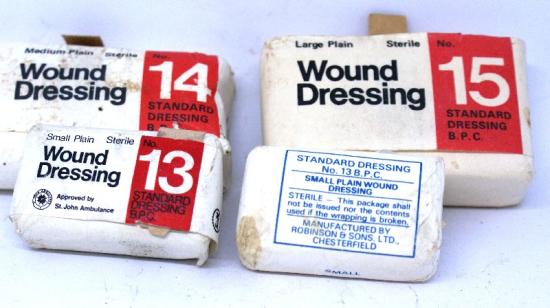 Medium Plain Sterile No.
Wound
Dressing
14
STANDARD
DRESSING
B.P.C.
Large Plain Sterile No.
Wound
Dressing
15
STANDARD
DRESSING
B.P.C.
Small Plain Sterile No.
Wound
Dressing
13
STANDARD
DRESSING
B.P.C.
Approved by
St. John Ambulance
STANDARD DRESSING
No. 13 B.P.C.
SMALL PLAIN WOUND
DRESSING
STERILE — This package shall
not be issued nor the contents
used if the wrapping is broken.
MANUFACTURED BY
ROBINSON & SONS, LTD.,
CHESTERFIELD
SMALL